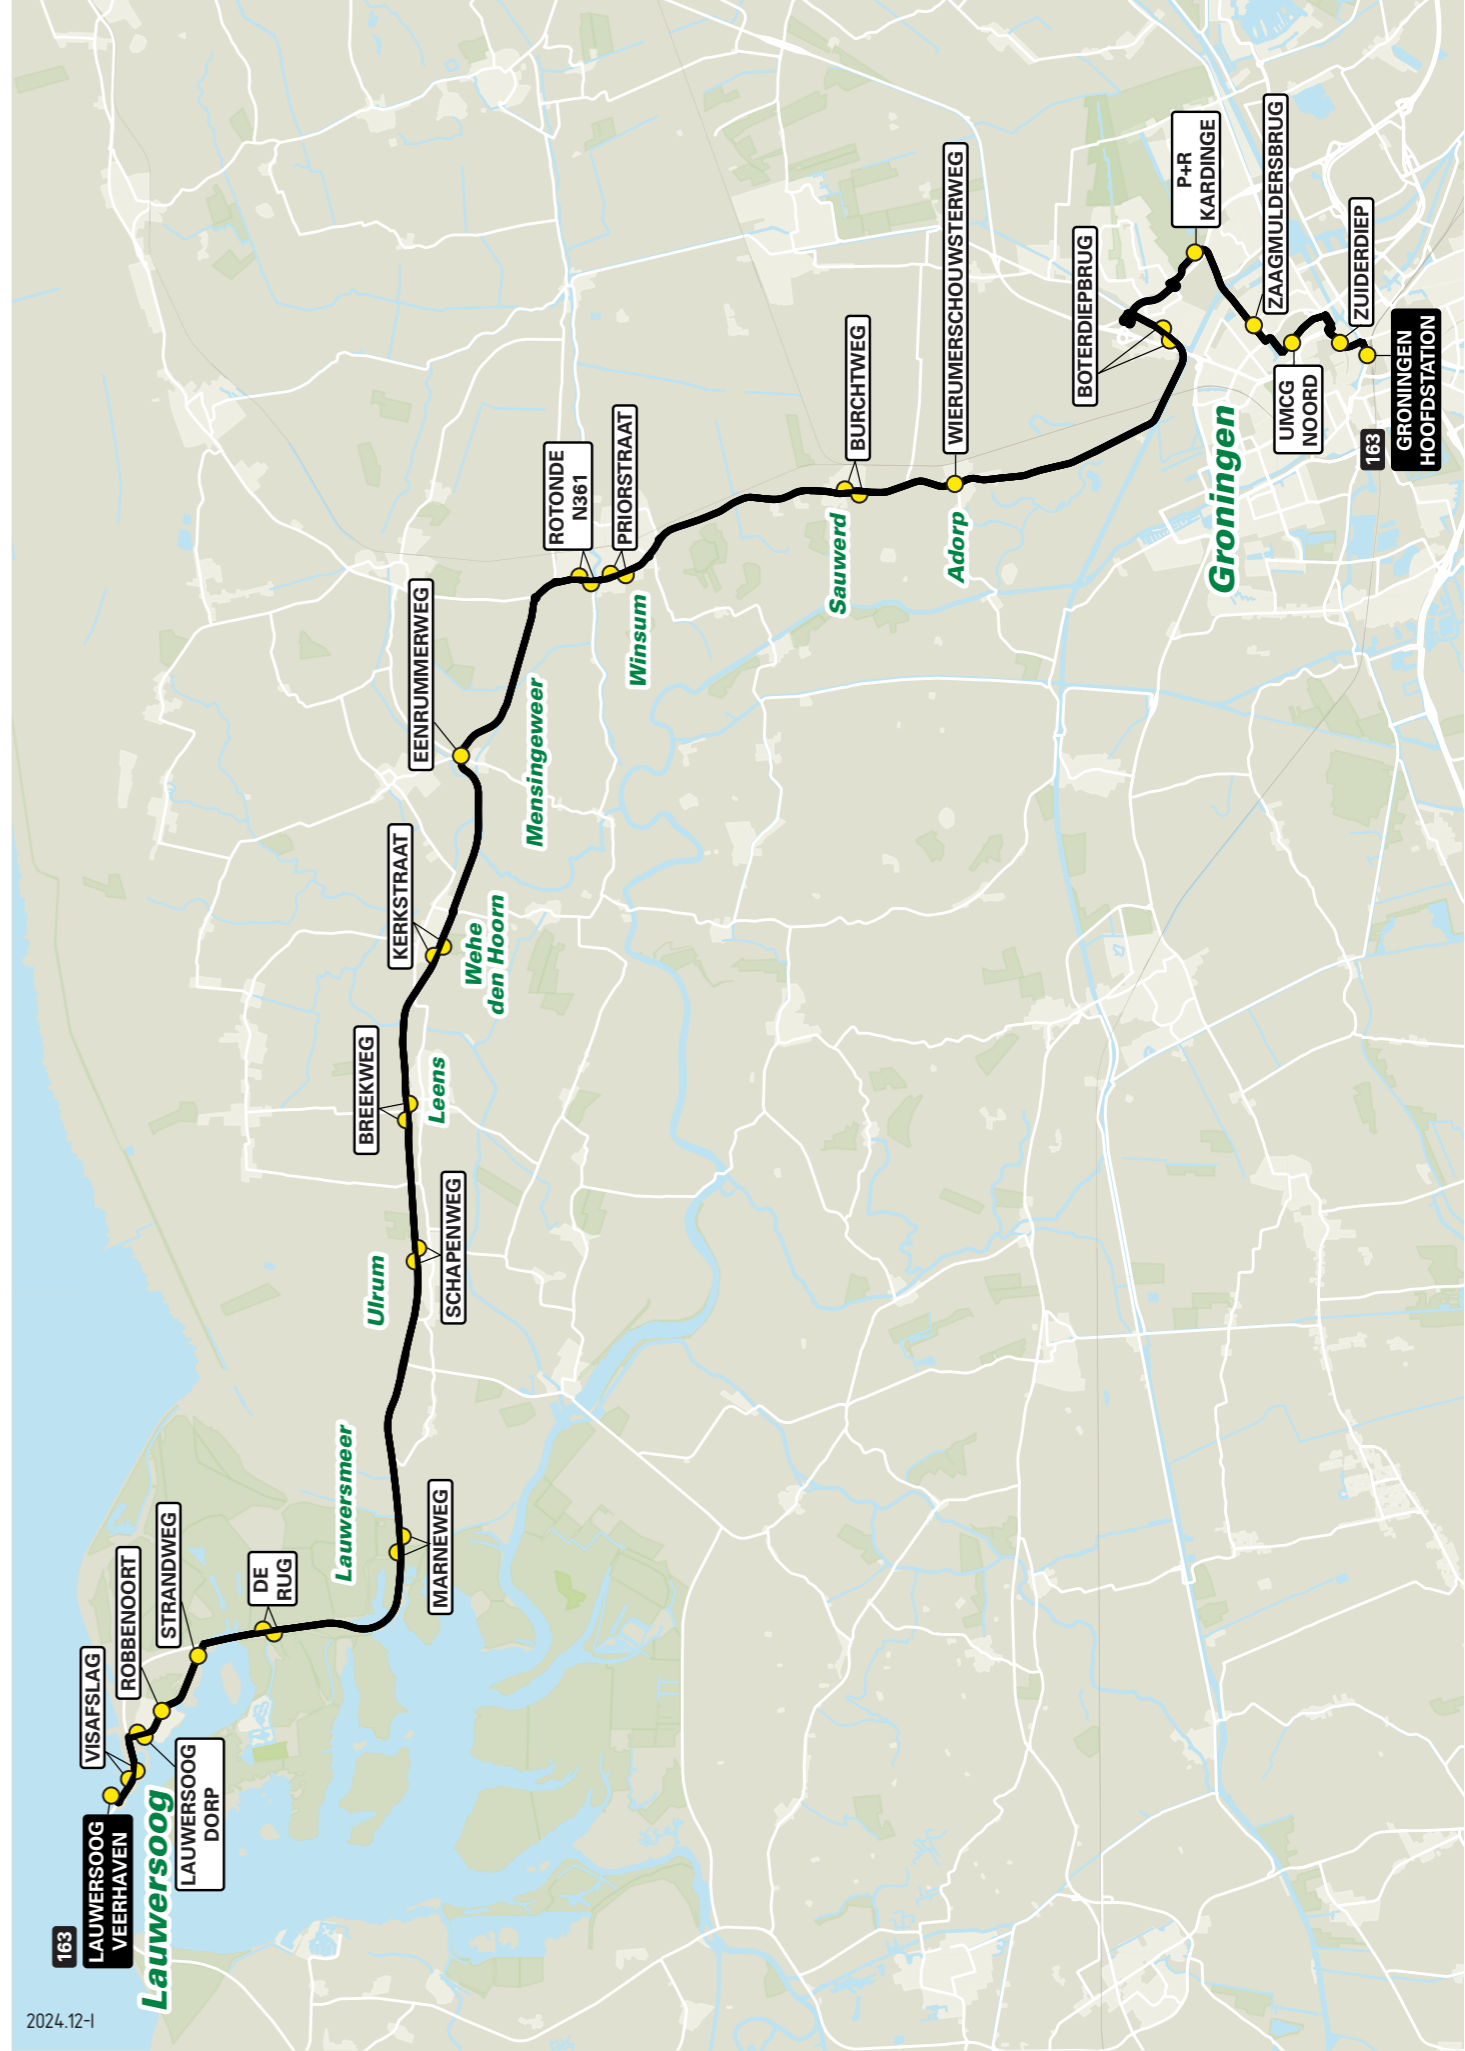 163
LAUWERSOOG
VEERHAVEN
Lauwersoog
VISAFSLAG
LAUWERSOOG
DORP
ROBBENOORT
STRANDWEG
DE
RUG
Lauwersmeer
MARNEWEG
Ulrum
SCHAPENWEG
BREEKWEG
Leens
KERKSTRAAT
Wehe
den Hoorn
EENRUMMERWEG
Mensingeweer
ROTONDE
N361
PRIORSTRAAT
Winsum
BURCHTWEG
Sauwerd
WIERUMERSCHOUWSTERWEG
Adorp
BOTERDIEPBRUG
P+R
KARDINGE
ZAAGMULDERSBRUG
UMCG
NOORD
ZUIDERDIEP
Groningen
163
GRONINGEN
HOOFDSTATION
2024.12-I